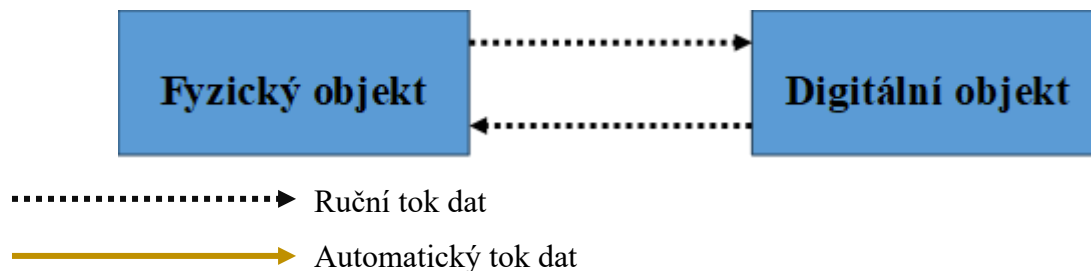 Fyzický objekt
Digitální objekt
Ruční tok dat
Automatický tok dat